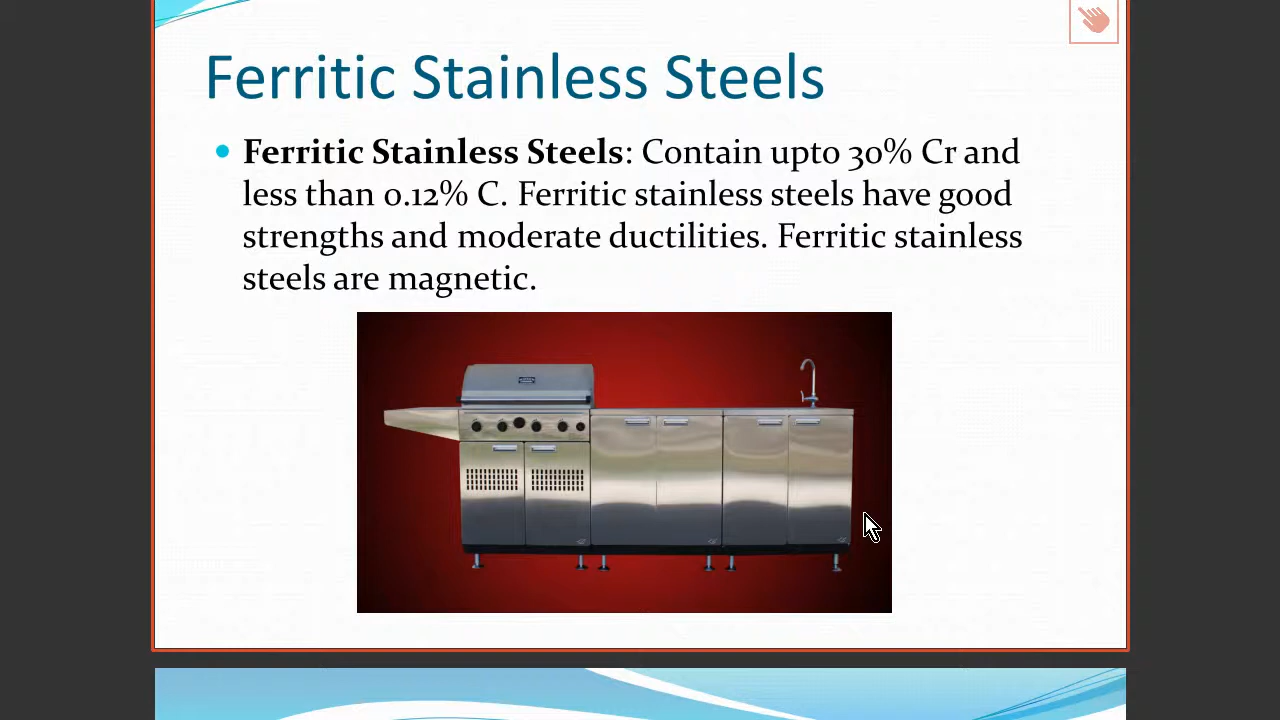 Ferritic Stainless Steels
Ferritic Stainless Steels: Contain upto 30% Cr and
less than 0.12% C. Ferritic stainless steels have good
strengths and moderate ductilities. Ferritic stainless
steels are magnetic.